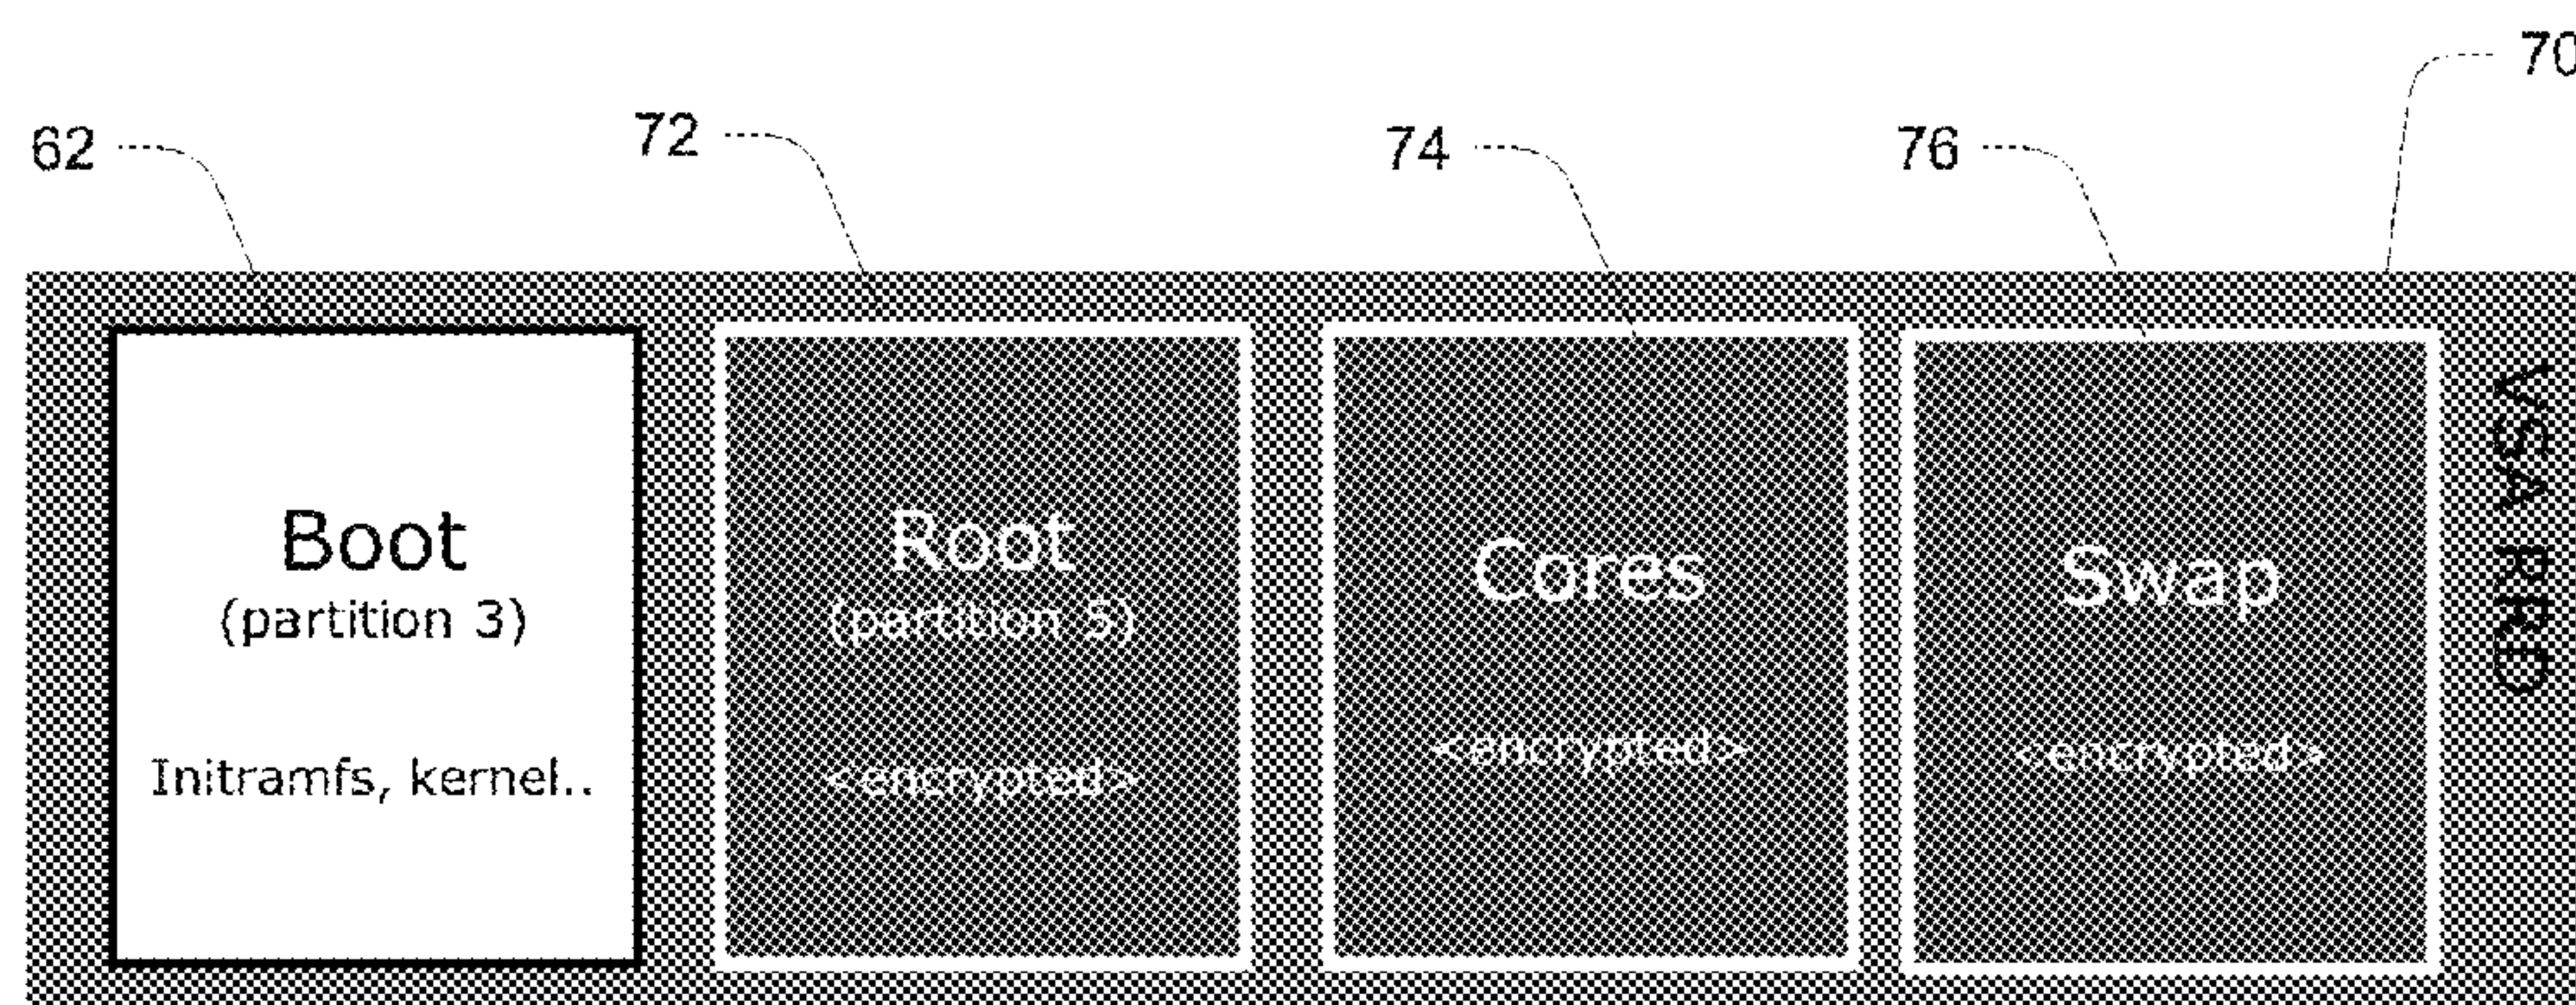 70
62
72
74
76
Boot
(partition 3)
Initramfs, kernel..
Root
(partition 5)
<encrypted>
Cores
<encrypted>
Swap
<encrypted>
VSA RRD